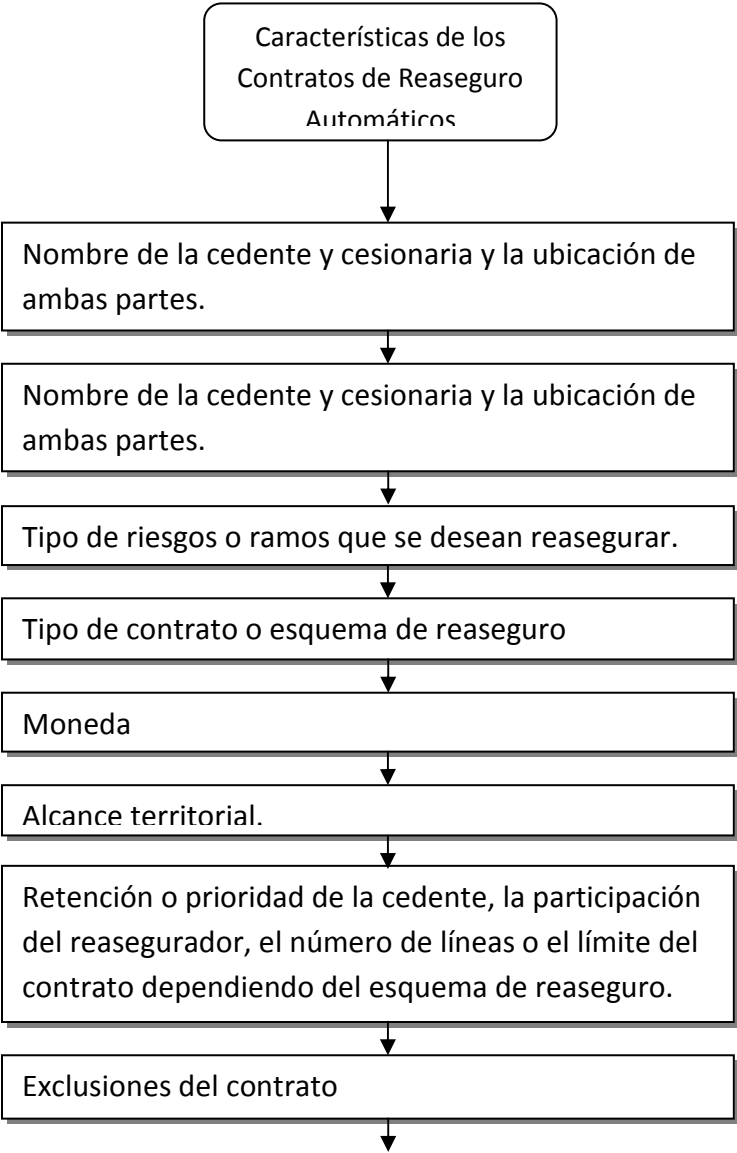 Características de los
Contratos de Reaseguro
Automáticos
Nombre de la cedente y cesionaria y la ubicación de
ambas partes.
Nombre de la cedente y cesionaria y la ubicación de
ambas partes.
Tipo de riesgos o ramos que se desean reasegurar.
Tipo de contrato o esquema de reaseguro
Moneda
Alcance territorial.
Retención o prioridad de la cedente, la participación
del reasegurador, el número de líneas o el límite del
contrato dependiendo del esquema de reaseguro.
Exclusiones del contrato